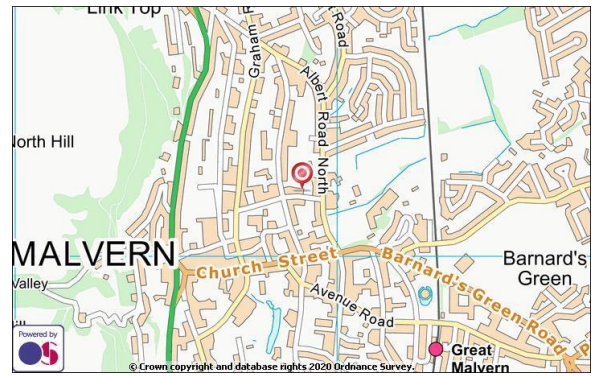 Link Top
Graham R
Road
Albert Road North
North Hill
MALVERN
Church Street
Barnard's Green Road
Barnard's
Green
Valley
Avenue Road
Great
Malvern
Powered by
OS
© Crown copyright and database rights 2020 Ordnance Survey.